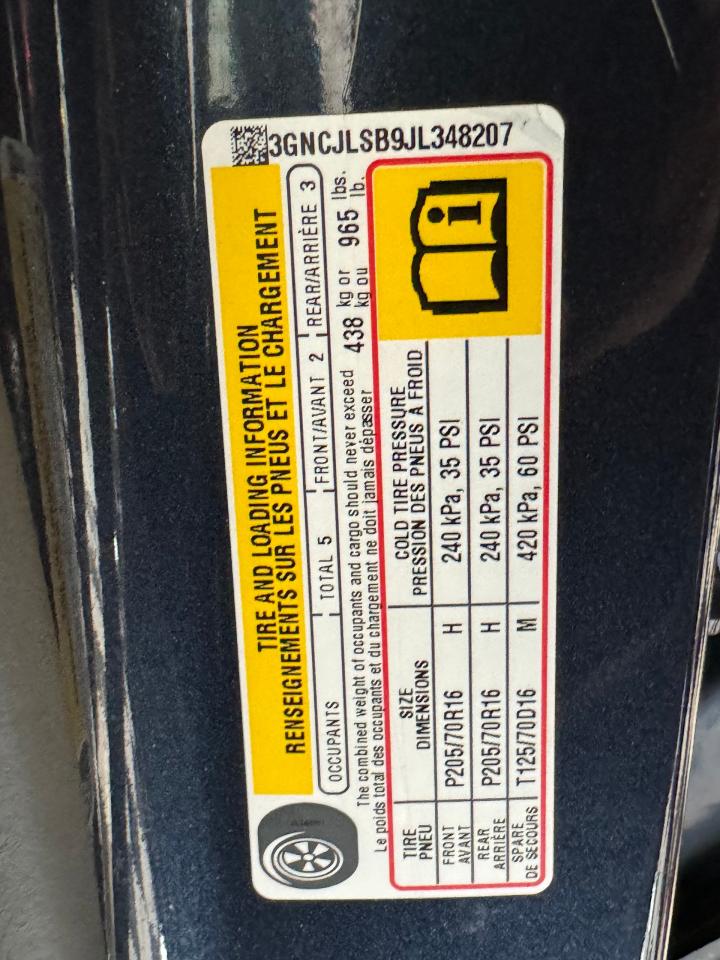 3GNCJLSB9JL348207
TIRE AND LOADING INFORMATION
RENSEIGNEMENTS SUR LES PNEUS ET LE CHARGEMENT
OCCUPANTS TOTAL 5 FRONT/AVANT 2 REAR/ARRIÈRE 3
The combined weight of occupants and cargo should never exceed 438 kg or 965 lbs.
Le poids total des occupants et du chargement ne doit jamais dépasser kg ou lb.
TIRE SIZE COLD TIRE PRESSURE
PNEU DIMENSIONS PRESSION DES PNEUS À FROID
FRONT
AVANT P205/70R16 H 240 kPa, 35 PSI
REAR
ARRIÈRE P205/70R16 H 240 kPa, 35 PSI
SPARE
DE SECOURS T125/70D16 M 420 kPa, 60 PSI